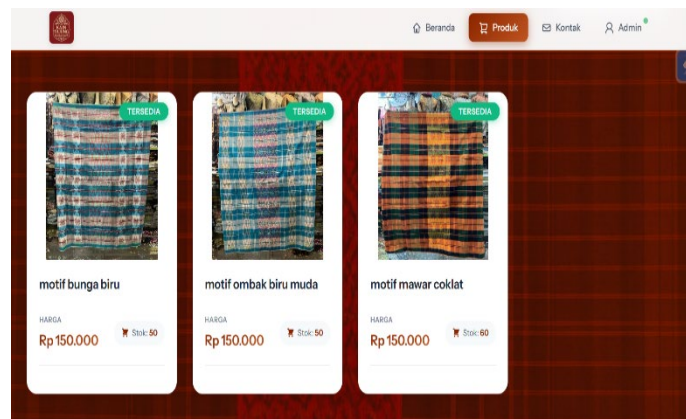 Beranda
Produk
Kontak
Admin
TERSEDIA
TERSEDIA
TERSEDIA
motif bunga biru
motif ombak biru muda
motif mawar coklat
HARGA
HARGA
HARGA
Rp 150.000
Stok: 50
Rp 150.000
Stok: 50
Rp 150.000
Stok: 60